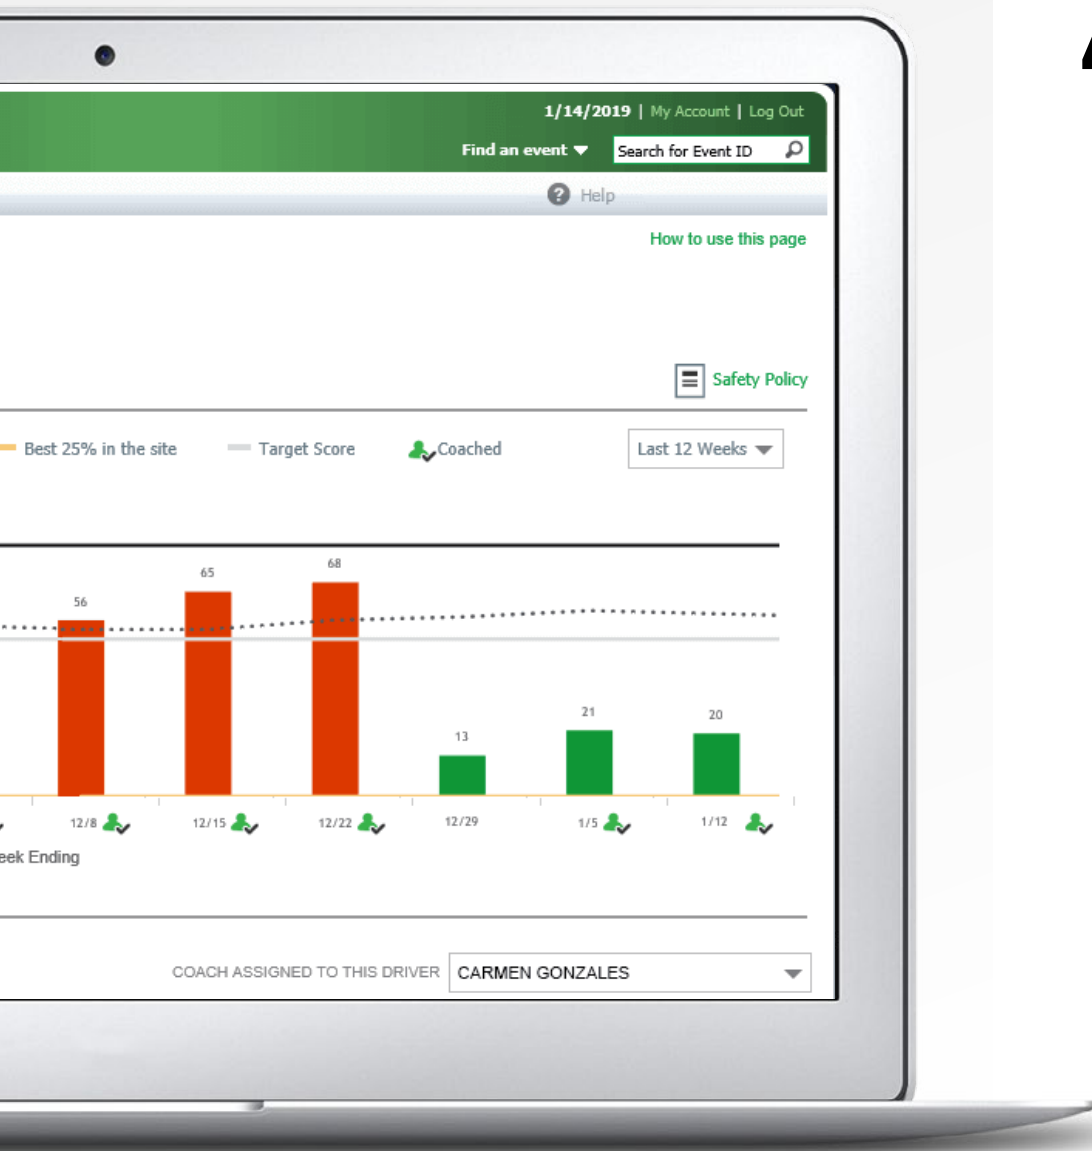 1/14/2019 | My Account | Log Out
Find an event
Search for Event ID
Help
How to use this page
Safety Policy
Best 25% in the site
Target Score
Coached
Last 12 Weeks
56
65
68
13
21
20
12/8
12/15
12/22
12/29
1/5
1/12
eek Ending
COACH ASSIGNED TO THIS DRIVER
CARMEN GONZALES